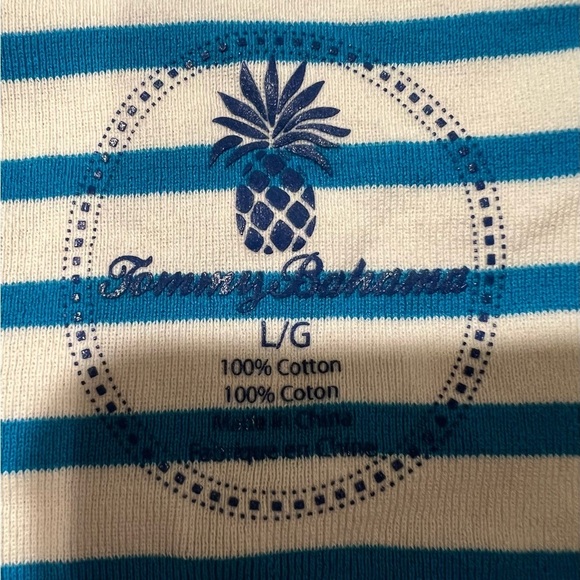 Tommy Bahama
L/G
100% Cotton
100% Coton
Made in China
Fabriqué en Chine